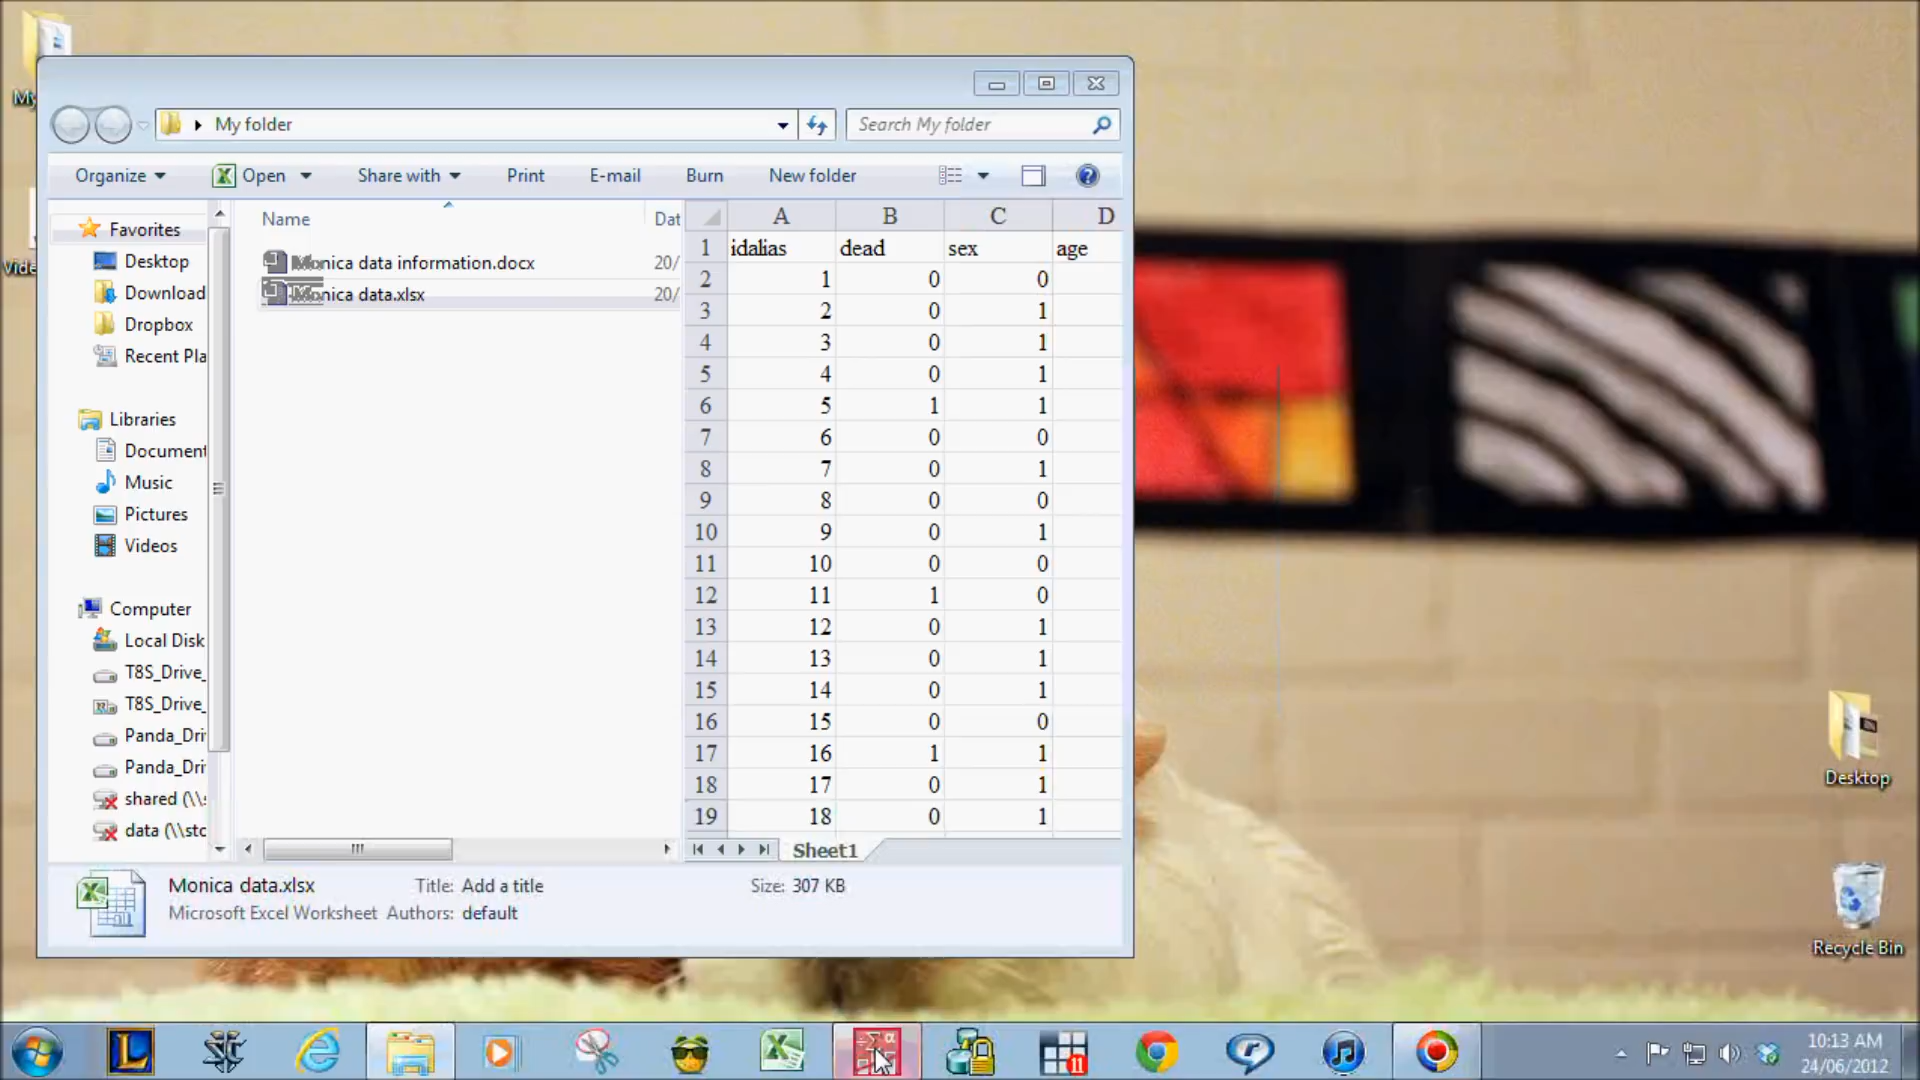 My folder
Search My folder
Organize
Open
Share with
Print
E-mail
Burn
New folder
Name
Dat
Monica data information.docx
20/
Monica data.xlsx
20/
Favorites
Desktop
Download
Dropbox
Recent Pla
Libraries
Document
Music
Pictures
Videos
Computer
Local Disk
T8S_Drive_
T8S_Drive_
Panda_Dri
Panda_Dri
shared (\\s
data (\\stc
A B C D
1 idalias dead sex age
2 1 0 0
3 2 0 1
4 3 0 1
5 4 0 1
6 5 1 1
7 6 0 0
8 7 0 1
9 8 0 0
10 9 0 1
11 10 0 0
12 11 1 0
13 12 0 1
14 13 0 1
15 14 0 1
16 15 0 0
17 16 1 1
18 17 0 1
19 18 0 1
Sheet1
Monica data.xlsx
Title: Add a title
Size: 307 KB
Microsoft Excel Worksheet
Authors: default
My
Vide
Desktop
Recycle Bin
L
11
10:13 AM
24/06/2012